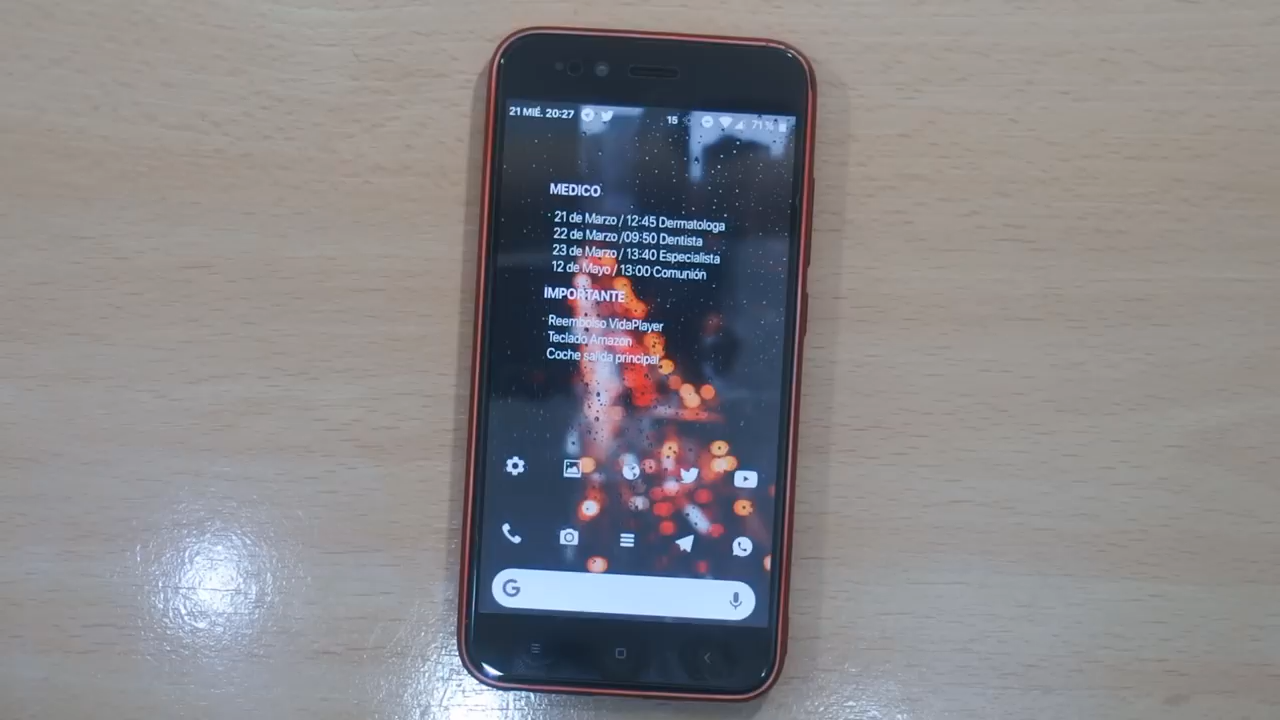 21 MIÉ. 20:27
15 71 %
MEDICO
21 de Marzo / 12:45 Dermatologa
22 de Marzo /09:50 Dentista
23 de Marzo / 13:40 Especialista
12 de Mayo / 13:00 Comunión
IMPORTANTE
Reembolso VidaPlayer
Teclado Amazon
Coche salida principal
G